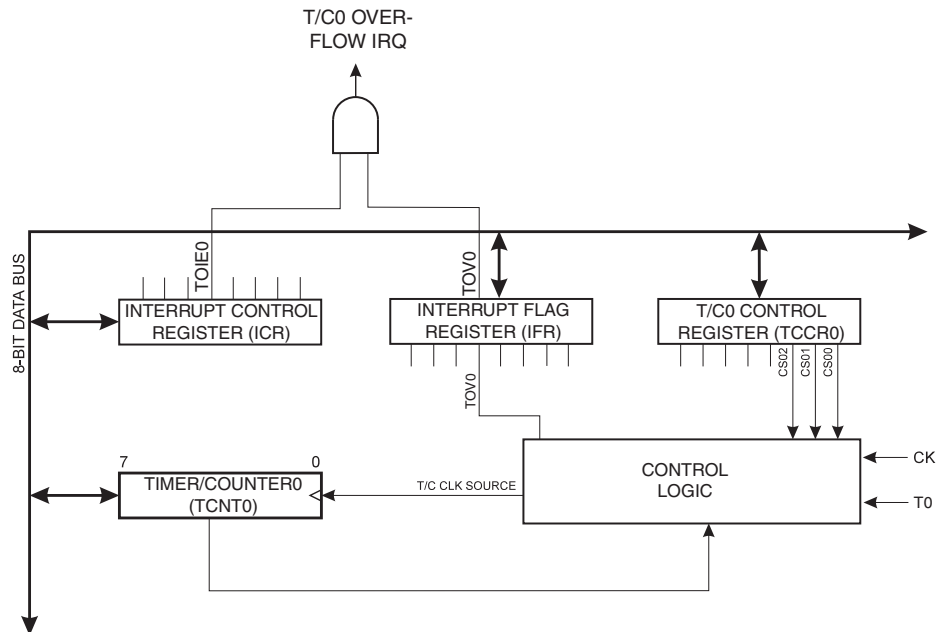 T/C0 OVER-
FLOW IRQ
8-BIT DATA BUS
TOIE0
TOV0
INTERRUPT CONTROL
REGISTER (ICR)
INTERRUPT FLAG
REGISTER (IFR)
T/C0 CONTROL
REGISTER (TCCR0)
TOV0
CS02
CS01
CS00
7
0
TIMER/COUNTER0
(TCNT0)
T/C CLK SOURCE
CONTROL
LOGIC
CK
T0